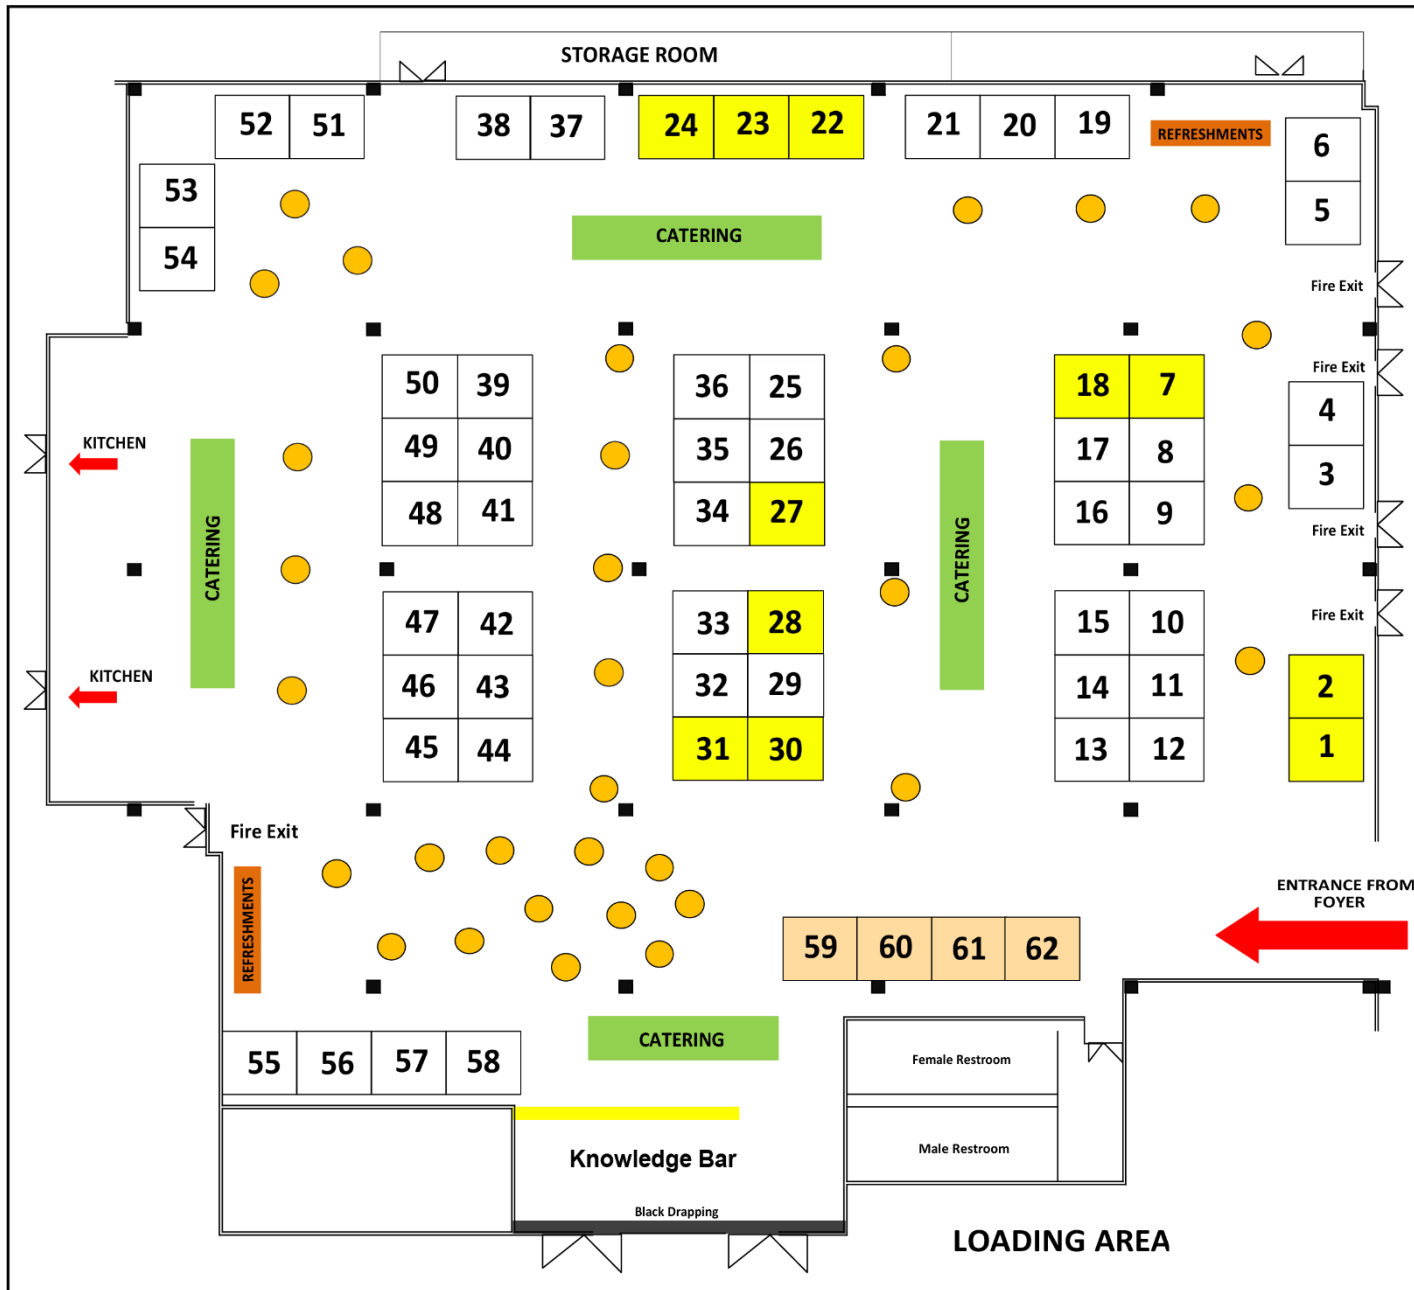 STORAGE ROOM
52 51 38 37 24 23 22 21 20 19
REFRESHMENTS
6
5
53
54
CATERING
Fire Exit
Fire Exit
50 39 36 25 18 7
4
KITCHEN
49 40 35 26 17 8
3
48 41 34 27 16 9
Fire Exit
CATERING
CATERING
Fire Exit
47 42 33 28 15 10
KITCHEN
46 43 32 29 14 11
2
45 44 31 30 13 12
1
Fire Exit
ENTRANCE FROM
FOYER
REFRESHMENTS
59 60 61 62
CATERING
55 56 57 58
Female Restroom
Knowledge Bar
Male Restroom
Black Drapping
LOADING AREA